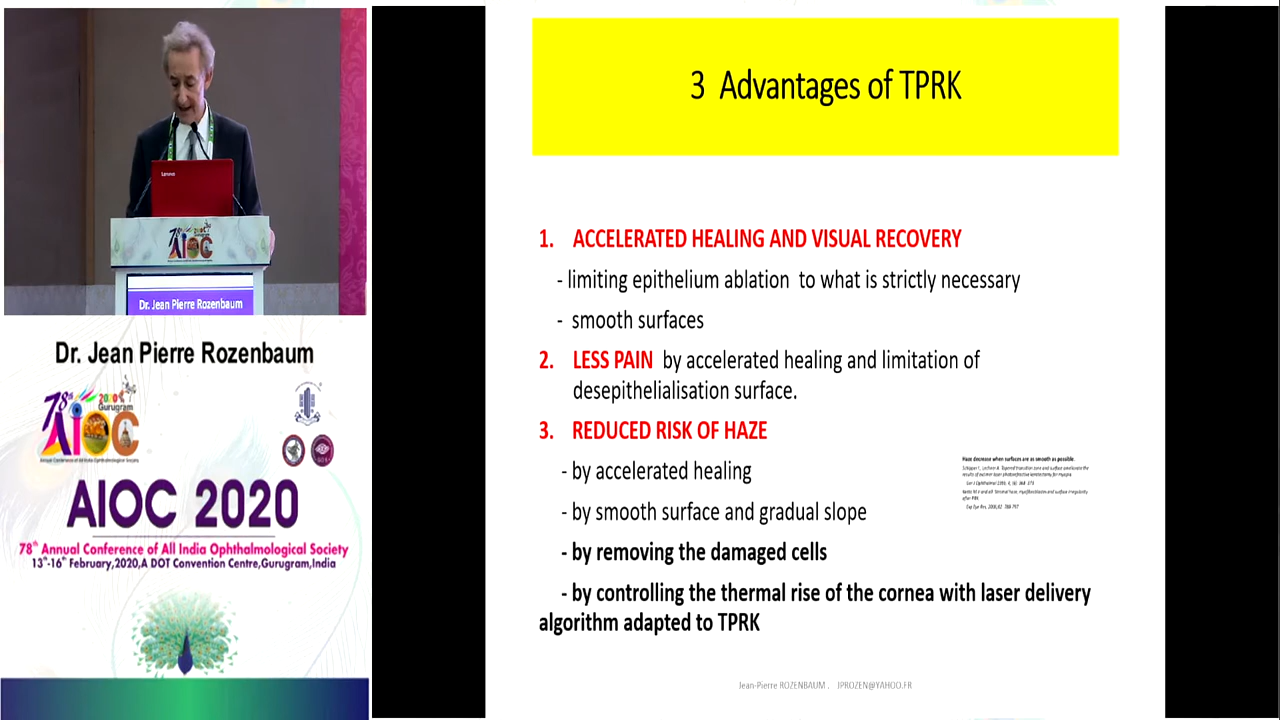 3 Advantages of TPRK
1. ACCELERATED HEALING AND VISUAL RECOVERY
- limiting epithelium ablation to what is strictly necessary
- smooth surfaces
2. LESS PAIN by accelerated healing and limitation of
desepithelialisation surface.
3. REDUCED RISK OF HAZE
- by accelerated healing
- by smooth surface and gradual slope
- by removing the damaged cells
- by controlling the thermal rise of the cornea with laser delivery
algorithm adapted to TPRK
Haze decrease when surfaces are as smooth as possible.
Jean-Pierre ROZENBAUM . JPROZEN@YAHOO.FR
Lenovo
78th
AIOC
Dr. Jean Pierre Rozenbaum
Dr. Jean Pierre Rozenbaum
78th 2020
Gurugram
AIOC
AIOC 2020
78th Annual Conference of All India Ophthalmological Society
13th-16th February,2020,A DOT Convention Centre,Gurugram,India